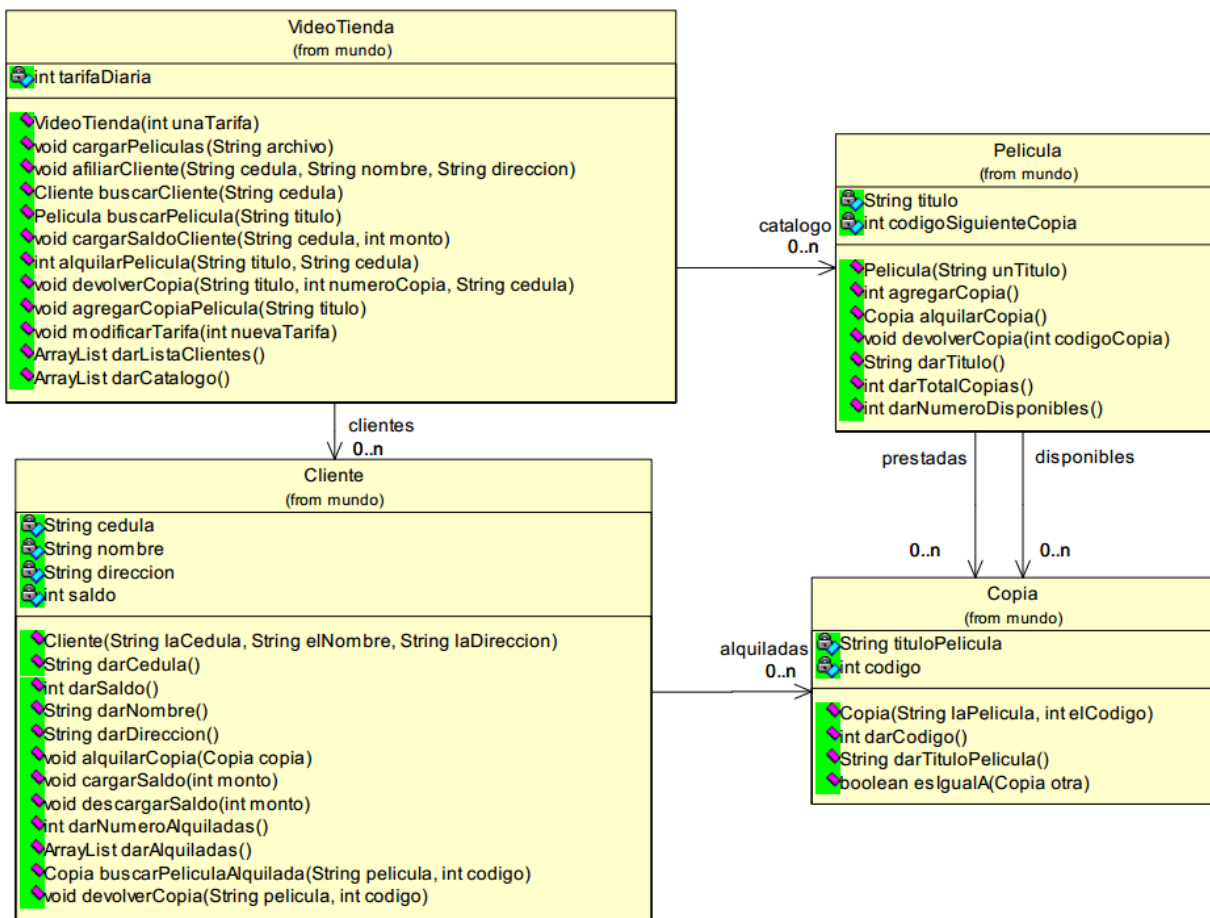 VideoTienda
(from mundo)
int tarifaDiaria
VideoTienda(int unaTarifa)
void cargarPeliculas(String archivo)
void afiliarCliente(String cedula, String nombre, String direccion)
Cliente buscarCliente(String cedula)
Pelicula buscarPelicula(String titulo)
void cargarSaldoCliente(String cedula, int monto)
int alquilarPelicula(String titulo, String cedula)
void devolverCopia(String titulo, int numeroCopia, String cedula)
void agregarCopiaPelicula(String titulo)
void modificarTarifa(int nuevaTarifa)
ArrayList darListaClientes()
ArrayList darCatalogo()
catalogo
0..n
Pelicula
(from mundo)
String titulo
int codigoSiguienteCopia
Pelicula(String unTitulo)
int agregarCopia()
Copia alquilarCopia()
void devolverCopia(int codigoCopia)
String darTitulo()
int darTotalCopias()
int darNumeroDisponibles()
clientes
0..n
prestadas
disponibles
0..n
0..n
Cliente
(from mundo)
String cedula
String nombre
String direccion
int saldo
Cliente(String laCedula, String elNombre, String laDireccion)
String darCedula()
int darSaldo()
String darNombre()
String darDireccion()
void alquilarCopia(Copia copia)
void cargarSaldo(int monto)
void descargarSaldo(int monto)
int darNumeroAlquiladas()
ArrayList darAlquiladas()
Copia buscarPeliculaAlquilada(String pelicula, int codigo)
void devolverCopia(String pelicula, int codigo)
alquiladas
0..n
Copia
(from mundo)
String tituloPelicula
int codigo
Copia(String laPelicula, int elCodigo)
int darCodigo()
String darTituloPelicula()
boolean esIgualA(Copia otra)